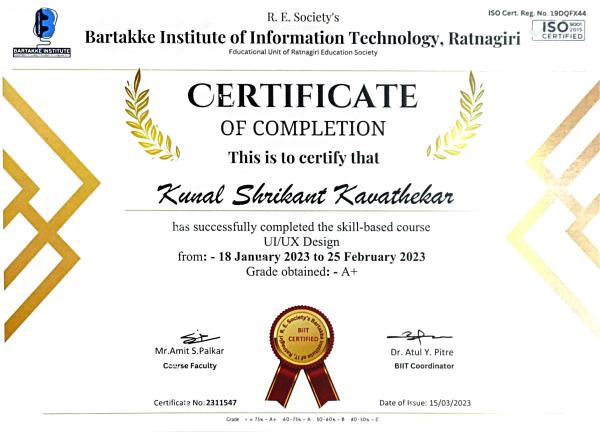 R. E. Society's
ISO Cert. Reg. No. 19DQFX44
Bartakke Institute of Information Technology, Ratnagiri
ISO 9001 2015 CERTIFIED
BARTAKKE INSTITUTE
Educational Unit of Ratnagiri Education Society
CERTIFICATE
OF COMPLETION
This is to certify that
Kunal Shrikant Kavathekar
has successfully completed the skill-based course
UI/UX Design
from: - 18 January 2023 to 25 February 2023
Grade obtained: - A+
R. E. Society's Bartakke Institute of IT, Ratnagiri
BIIT
CERTIFIED
Mr.Amit S.Palkar
Course Faculty
Dr. Atul Y. Pitre
BIIT Coordinator
Certificate No: 2311547
Date of Issue: 15/03/2023
Grade > = 75% - A+ 60-75% - A 50-60% - B 40-50% - C